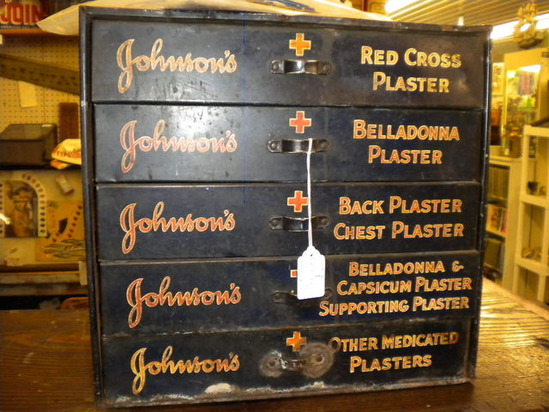 JOIN
Johnson's
RED CROSS
PLASTER
Johnson's
BELLADONNA
PLASTER
Johnson's
BACK PLASTER
CHEST PLASTER
Johnson's
BELLADONNA &
CAPSICUM PLASTER
SUPPORTING PLASTER
Johnson's
OTHER MEDICATED
PLASTERS